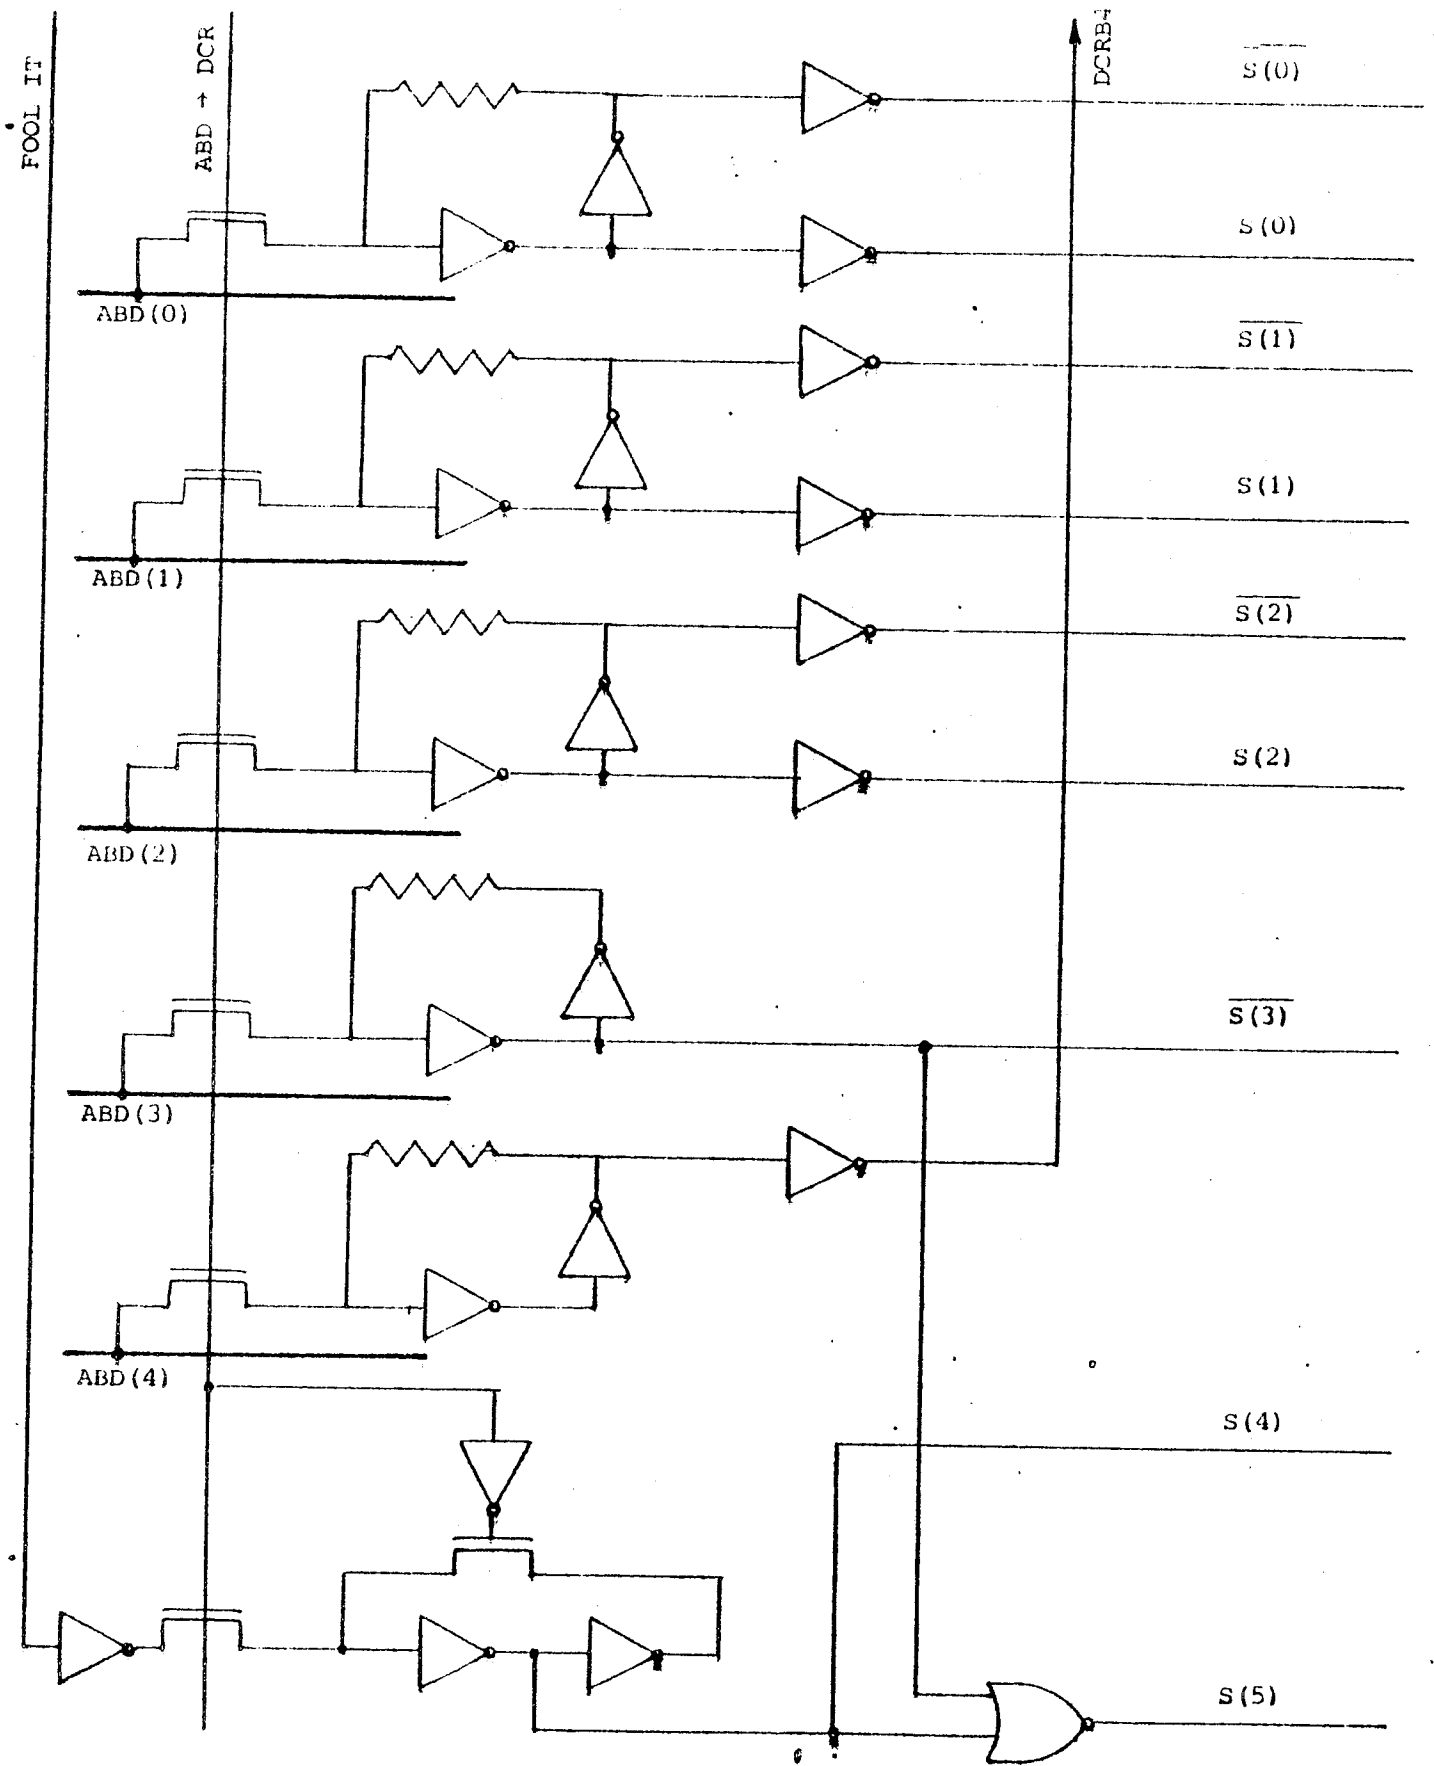 FOOL IT
ABD → DCR
DCRB4
S̅(̅0̅)̅
S(0)
ABD(0)
S̅(̅1̅)̅
S(1)
ABD(1)
S̅(̅2̅)̅
S(2)
ABD(2)
S̅(̅3̅)̅
ABD(3)
ABD(4)
S(4)
S(5)